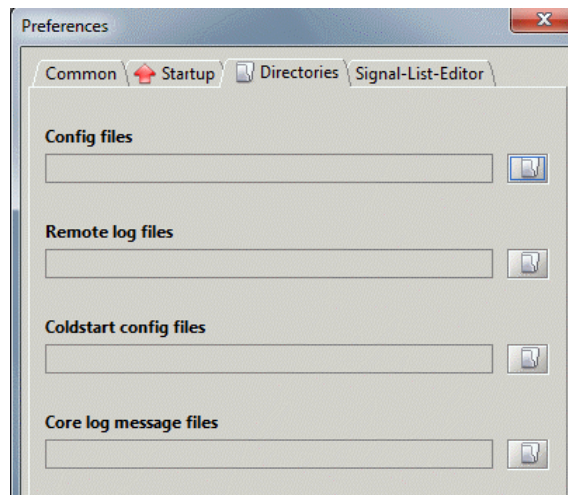 Preferences
Common
Startup
Directories
Signal-List-Editor
Config files
Remote log files
Coldstart config files
Core log message files